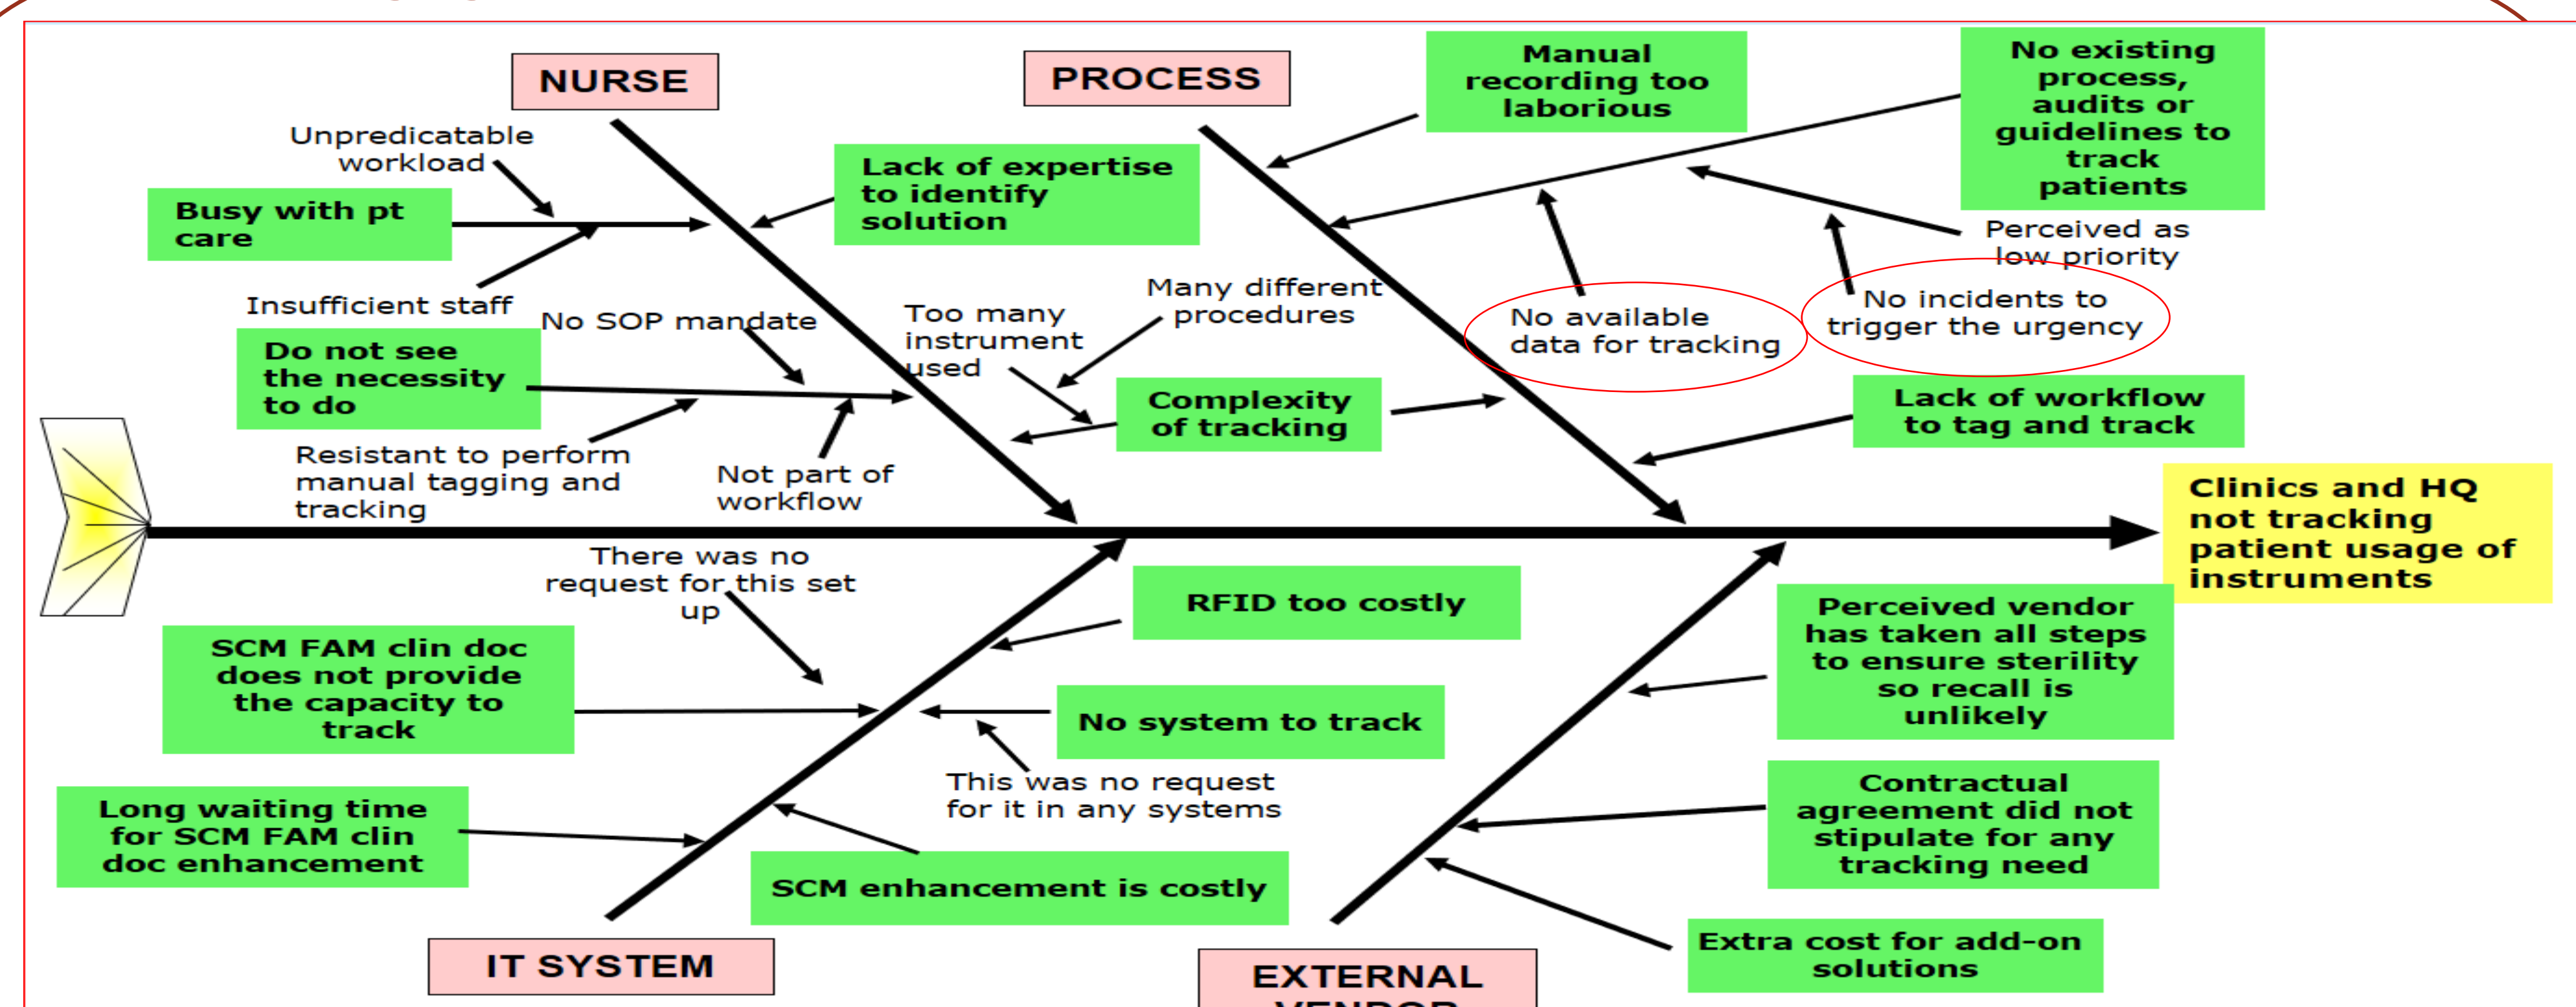 NURSE
PROCESS
Manual
recording too
laborious
No existing
process,
audits or
guidelines to
track
patients
Unpredicatable
workload
Lack of expertise
to identify
solution
Busy with pt
care
Perceived as
low priority
Insufficient staff
No SOP mandate
Too many
instrument
used
Many different
procedures
No available
data for tracking
No incidents to
trigger the urgency
Do not see
the necessity
to do
Complexity
of tracking
Lack of workflow
to tag and track
Resistant to perform
manual tagging and
tracking
Not part of
workflow
Clinics and HQ
not tracking
patient usage of
instruments
There was no
request for this set
up
RFID too costly
Perceived vendor
has taken all steps
to ensure sterility
so recall is
unlikely
SCM FAM clin doc
does not provide
the capacity to
track
No system to track
This was no request
for it in any systems
Long waiting time
for SCM FAM clin
doc enhancement
Contractual
agreement did not
stipulate for any
tracking need
SCM enhancement is costly
Extra cost for add-on
solutions
IT SYSTEM
EXTERNAL
VENDOR